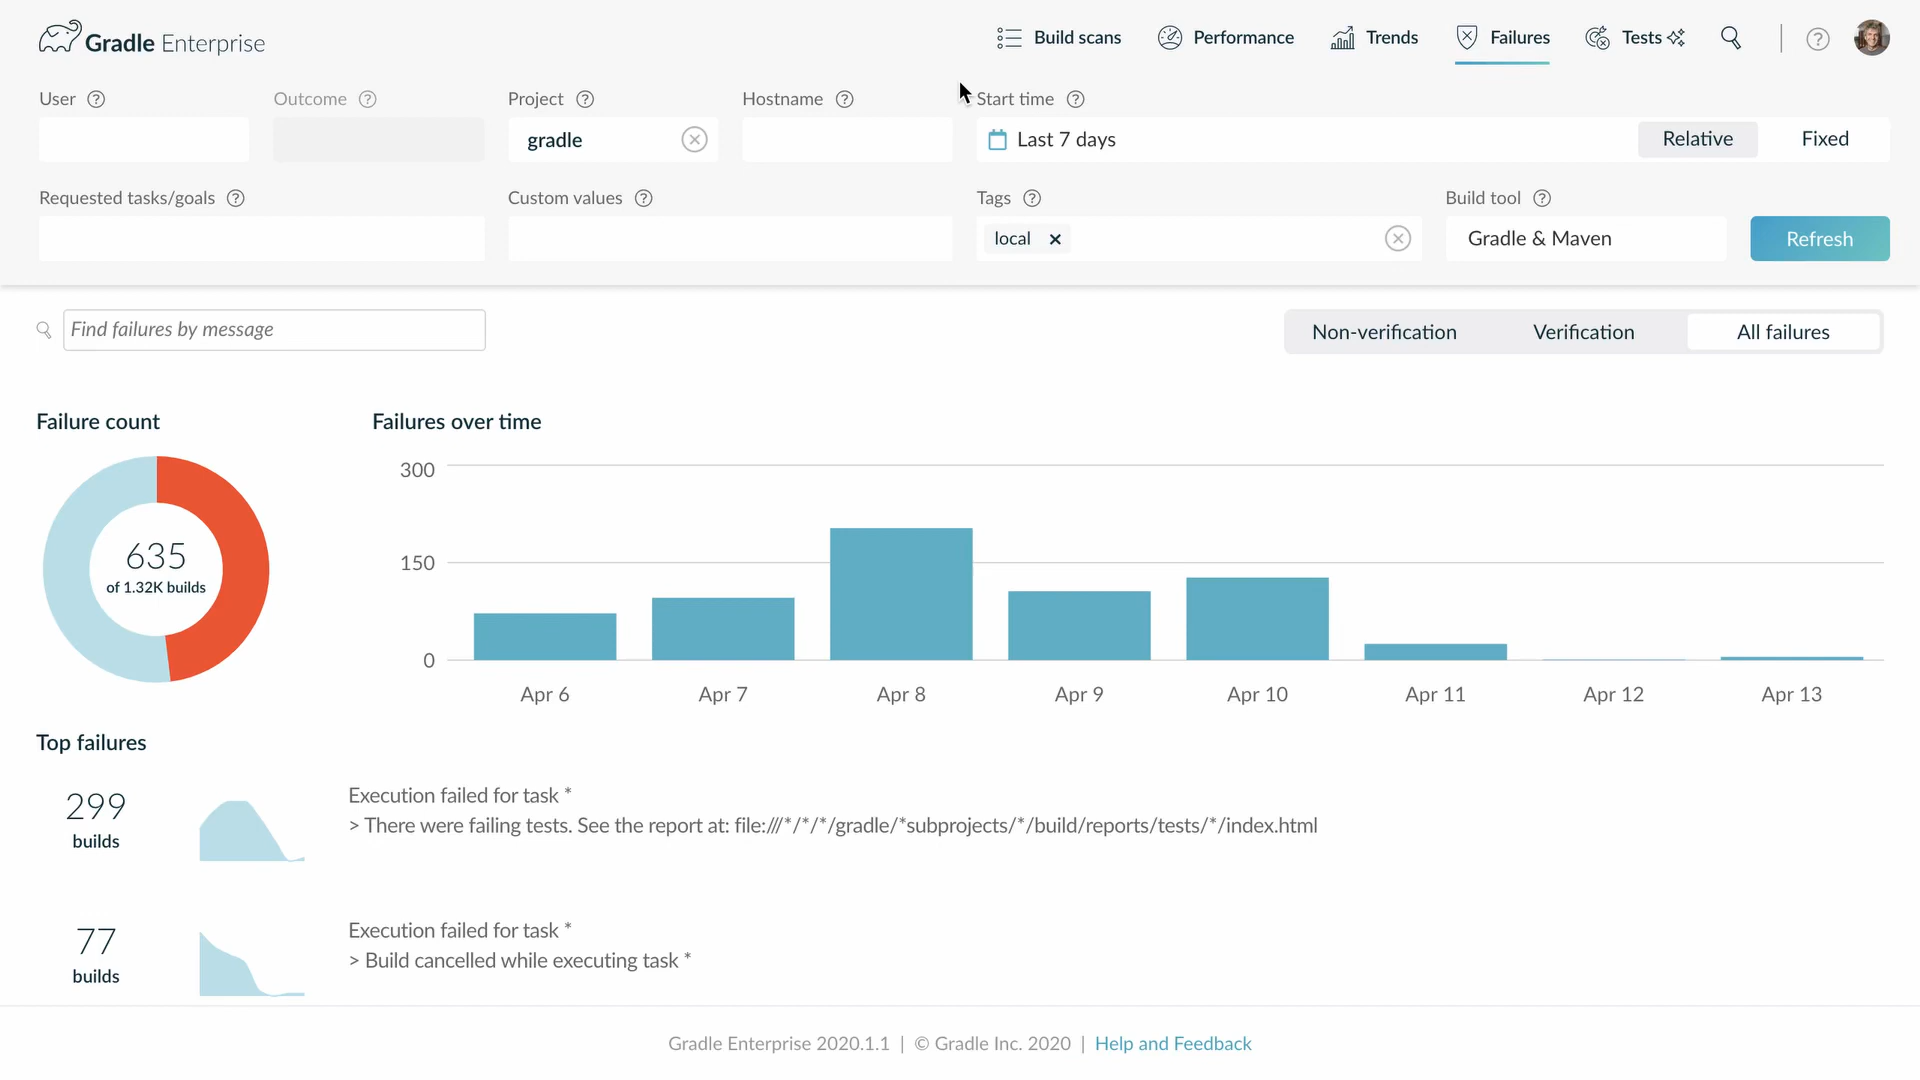 Gradle Enterprise
Build scans
Performance
Trends
Failures
Tests
User
Outcome
Project
Hostname
Start time
gradle
Last 7 days
Relative
Fixed
Requested tasks/goals
Custom values
Tags
Build tool
local
Gradle & Maven
Refresh
Find failures by message
Non-verification
Verification
All failures
Failure count
635
of 1.32K builds
Failures over time
300
150
0
Apr 6
Apr 7
Apr 8
Apr 9
Apr 10
Apr 11
Apr 12
Apr 13
Top failures
299
builds
Execution failed for task *
> There were failing tests. See the report at: file:///*/*/*/gradle/*subprojects/*/build/reports/tests/*/index.html
77
builds
Execution failed for task *
> Build cancelled while executing task *
Gradle Enterprise 2020.1.1 | © Gradle Inc. 2020 | Help and Feedback